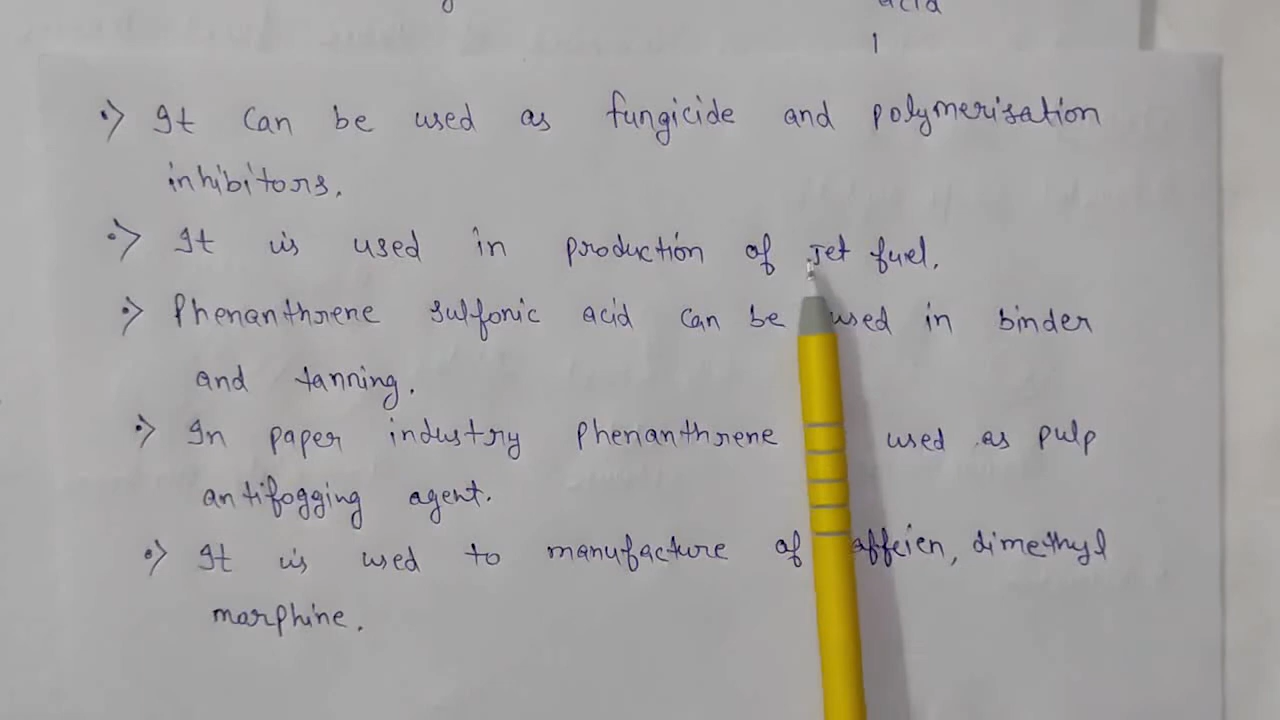 acid
It can be used as fungicide and polymerisation
inhibitors.
It is used in production of Jet fuel.
Phenanthrene sulfonic acid can be used in binder
and tanning.
In paper industry Phenanthrene used as pulp
antifogging agent.
It is used to manufacture of affeien, dimethyl
morphine.